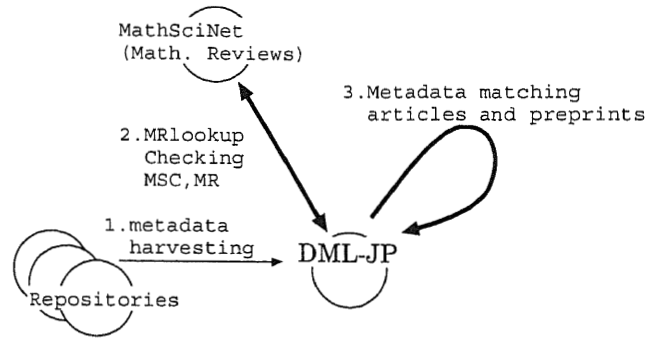 MathSciNet
(Math. Reviews)
3.Metadata matching
articles and preprints
2.MRlookup
Checking
MSC,MR
1.metadata
harvesting
DML-JP
Repositories